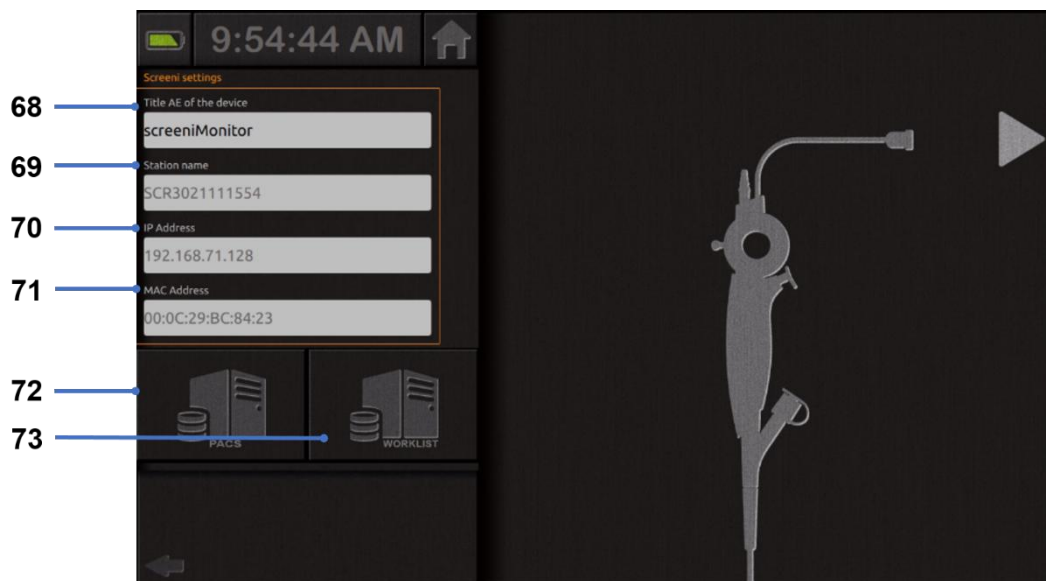 9:54:44 AM
Screeni settings
68
Title AE of the device
screeniMonitor
69
Station name
SCR3021111554
70
IP Address
192.168.71.128
71
MAC Address
00:0C:29:BC:84:23
72
PACS
73
WORKLIST